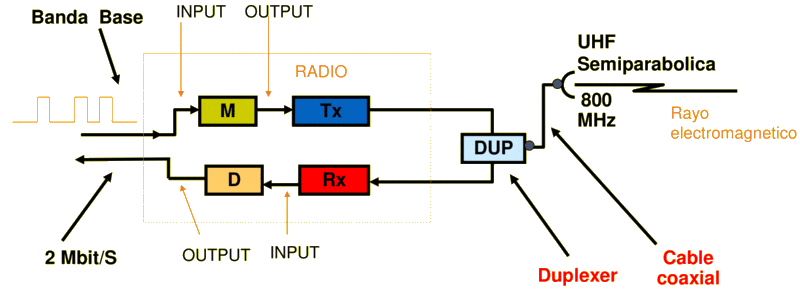 INPUT OUTPUT
Banda Base
UHF
Semiparabolica
RADIO
800
MHz
Rayo
electromagnetico
M
Tx
DUP
D
Rx
2 Mbit/S
OUTPUT
INPUT
Duplexer
Cable
coaxial